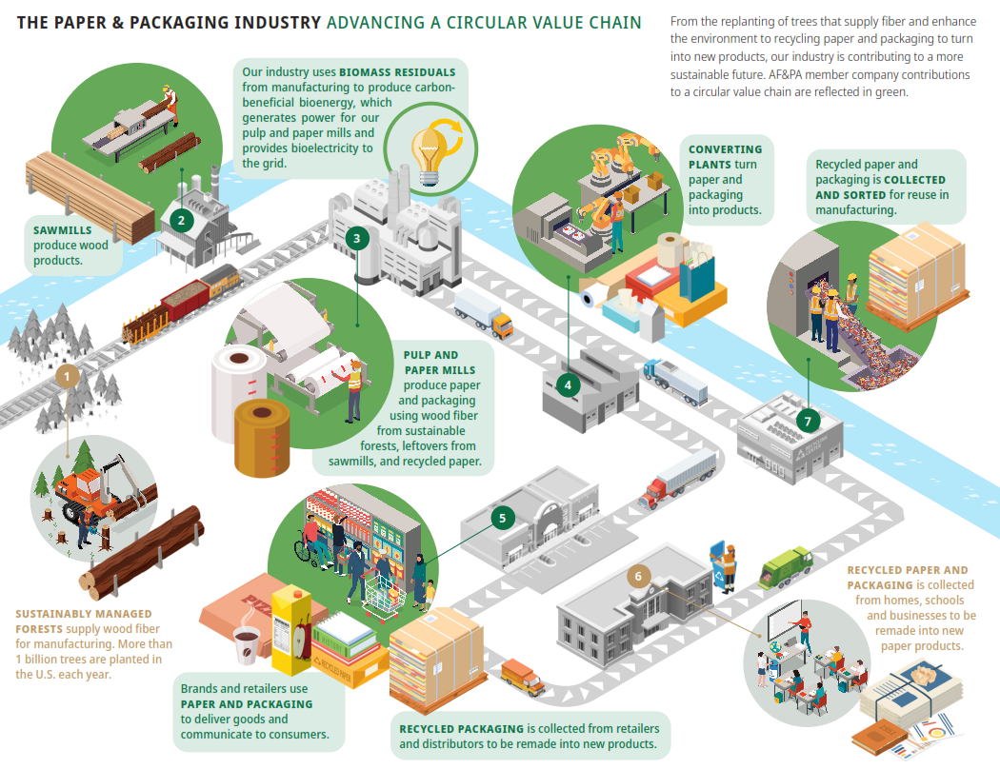 THE PAPER & PACKAGING INDUSTRY ADVANCING A CIRCULAR VALUE CHAIN
From the replanting of trees that supply fiber and enhance
the environment to recycling paper and packaging to turn
into new products, our industry is contributing to a more
sustainable future. AF&PA member company contributions
to a circular value chain are reflected in green.
Our industry uses BIOMASS RESIDUALS
from manufacturing to produce carbon-
beneficial bioenergy, which
generates power for our
pulp and paper mills and
provides bioelectricity to
the grid.
CONVERTING
PLANTS turn
paper and
packaging
into products.
Recycled paper and
packaging is COLLECTED
AND SORTED for reuse in
manufacturing.
SAWMILLS
produce wood
products.
2
3
1
4
7
PULP AND
PAPER MILLS
produce paper
and packaging
using wood fiber
from sustainable
forests, leftovers from
sawmills, and recycled paper.
RECYCLING
CENTER
5
6
SUSTAINABLY MANAGED
FORESTS supply wood fiber
for manufacturing. More than
1 billion trees are planted in
the U.S. each year.
RECYCLED PAPER AND
PACKAGING is collected
from homes, schools
and businesses to be
remade into new
paper products.
PIZZA
HISTORY
RECYCLED PAPER
Brands and retailers use
PAPER AND PACKAGING
to deliver goods and
communicate to consumers.
RECYCLED PACKAGING is collected from retailers
and distributors to be remade into new products.